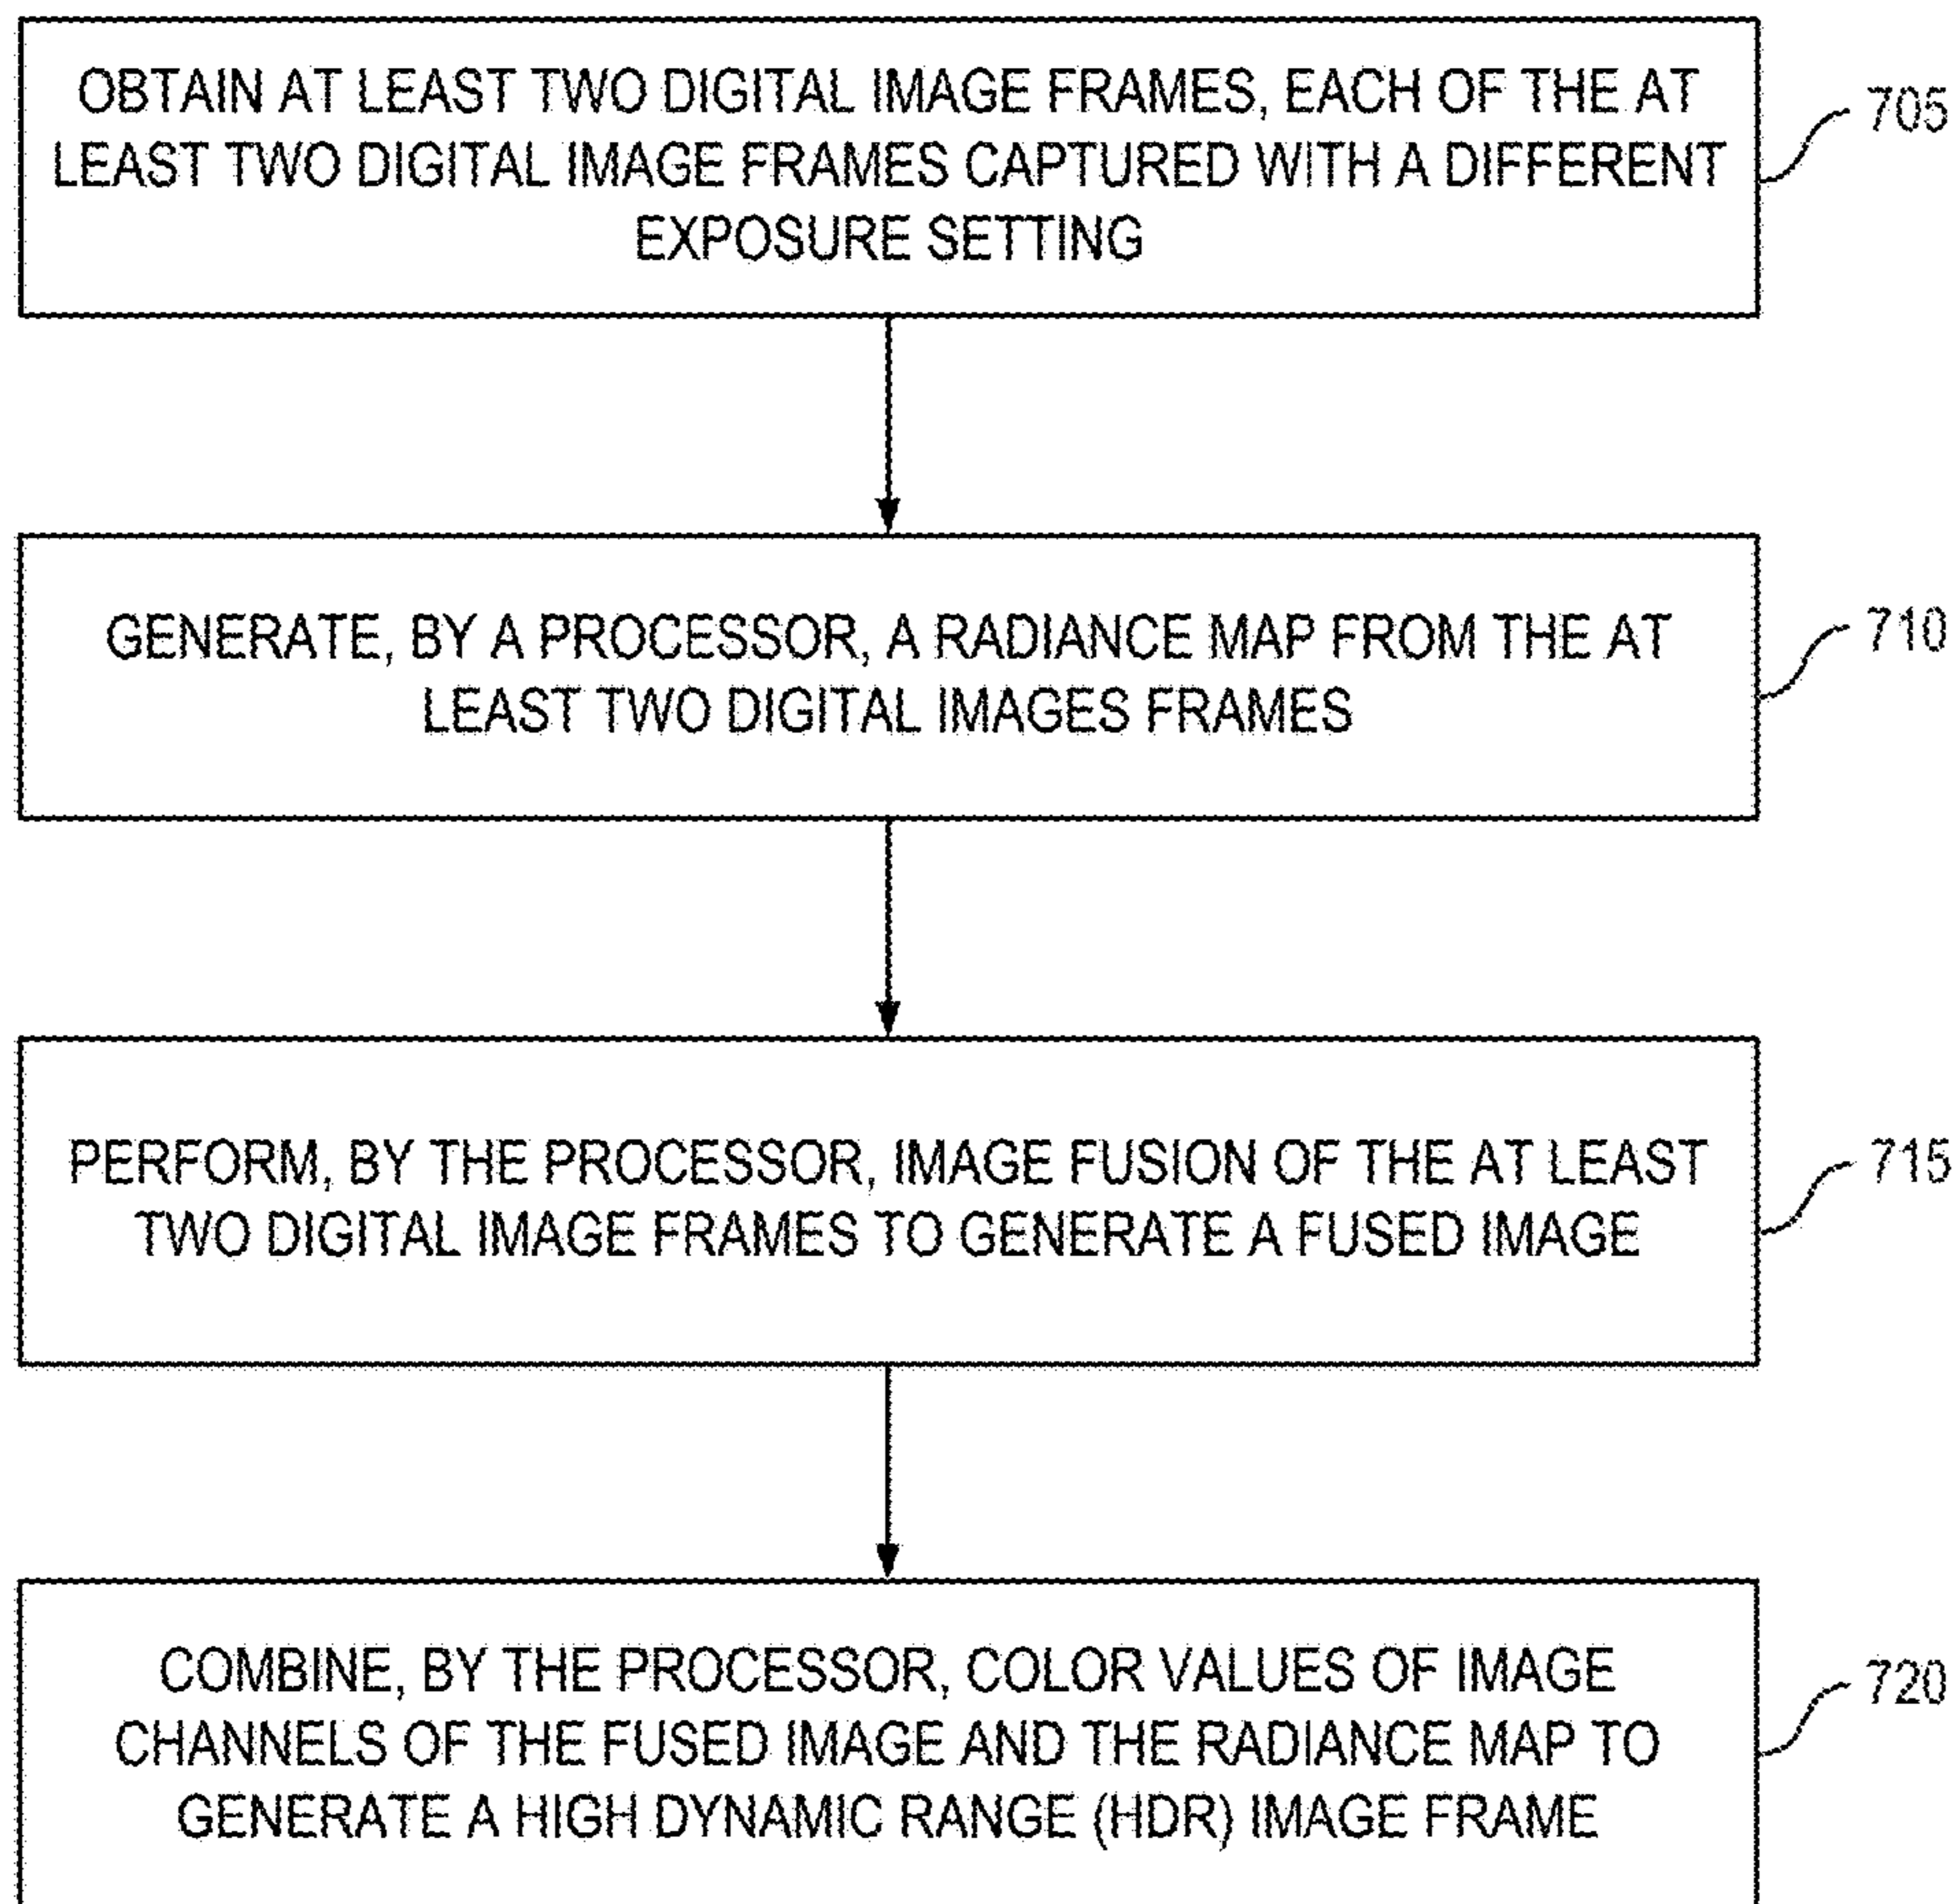 OBTAIN AT LEAST TWO DIGITAL IMAGE FRAMES, EACH OF THE AT
LEAST TWO DIGITAL IMAGE FRAMES CAPTURED WITH A DIFFERENT
EXPOSURE SETTING
705
GENERATE, BY A PROCESSOR, A RADIANCE MAP FROM THE AT
LEAST TWO DIGITAL IMAGES FRAMES
710
PERFORM, BY THE PROCESSOR, IMAGE FUSION OF THE AT LEAST
TWO DIGITAL IMAGE FRAMES TO GENERATE A FUSED IMAGE
715
COMBINE, BY THE PROCESSOR, COLOR VALUES OF IMAGE
CHANNELS OF THE FUSED IMAGE AND THE RADIANCE MAP TO
GENERATE A HIGH DYNAMIC RANGE (HDR) IMAGE FRAME
720